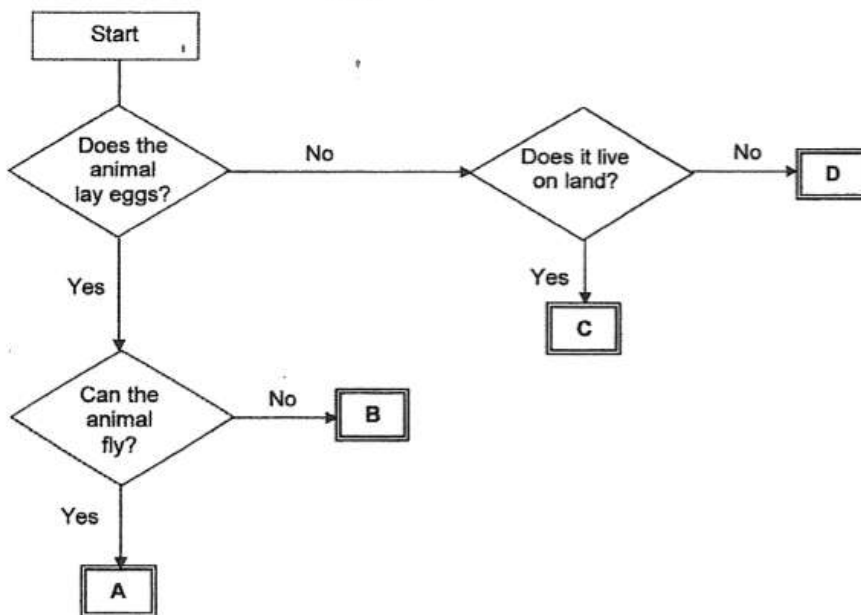 Start
Does the
animal
lay eggs?
No
Does it live
on land?
No
D
Yes
Yes
C
Can the
animal
fly?
No
B
Yes
A